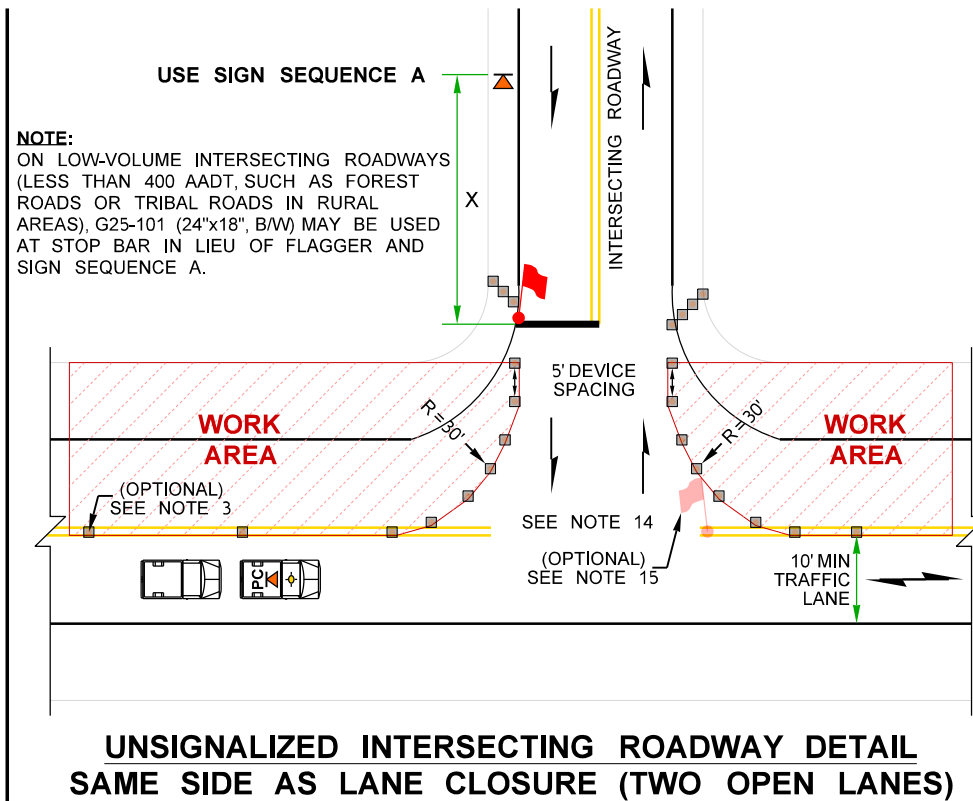 USE SIGN SEQUENCE A
NOTE:
ON LOW-VOLUME INTERSECTING ROADWAYS
(LESS THAN 400 AADT, SUCH AS FOREST
ROADS OR TRIBAL ROADS IN RURAL
AREAS), G25-101 (24"x18", B/W) MAY BE USED
AT STOP BAR IN LIEU OF FLAGGER AND
SIGN SEQUENCE A.
X
INTERSECTING ROADWAY
5' DEVICE
SPACING
WORK
AREA
R =30'
R =30'
WORK
AREA
(OPTIONAL)
SEE NOTE 3
SEE NOTE 14
(OPTIONAL)
SEE NOTE 15
10' MIN
TRAFFIC
LANE
PC
UNSIGNALIZED INTERSECTING ROADWAY DETAIL
SAME SIDE AS LANE CLOSURE (TWO OPEN LANES)